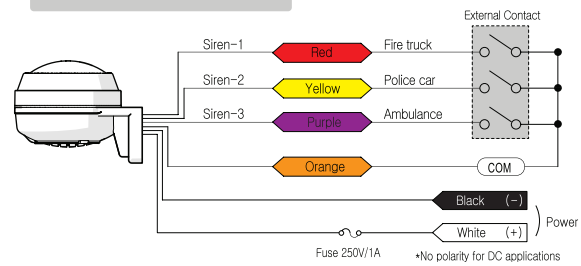 External Contact
Siren-1 Red Fire truck
Siren-2 Yellow Police car
Siren-3 Purple Ambulance
Orange COM
Black (-)
White (+)
Power
Fuse 250V/1A
*No polarity for DC applications